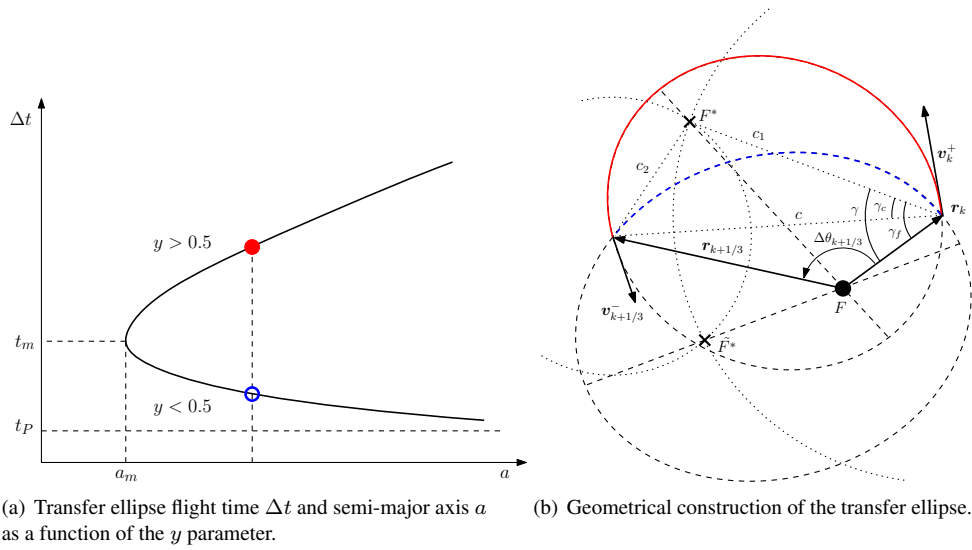 Δt
y > 0.5
t_m
y < 0.5
t_P
a_m
a
F*
c_1
c_2
v_k^+
c
γ
γ_c
r_k
γ_f
r_{k+1/3}
Δθ_{k+1/3}
F
v_{k+1/3}^-
F̃*
(a) Transfer ellipse flight time Δt and semi-major axis a
as a function of the y parameter.
(b) Geometrical construction of the transfer ellipse.